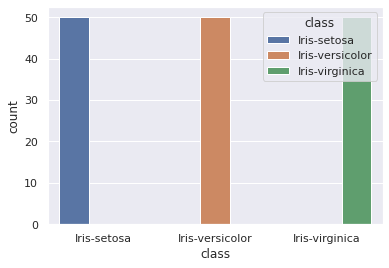 class
Iris-setosa
Iris-versicolor
Iris-virginica
50
40
30
20
10
0
count
Iris-setosa Iris-versicolor Iris-virginica
class